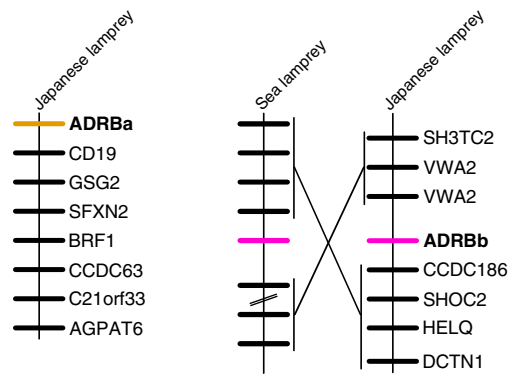 Japanese lamprey
ADRBa
CD19
GSG2
SFXN2
BRF1
CCDC63
C21orf33
AGPAT6
Sea lamprey
Japanese lamprey
SH3TC2
VWA2
VWA2
ADRBb
CCDC186
SHOC2
HELQ
DCTN1